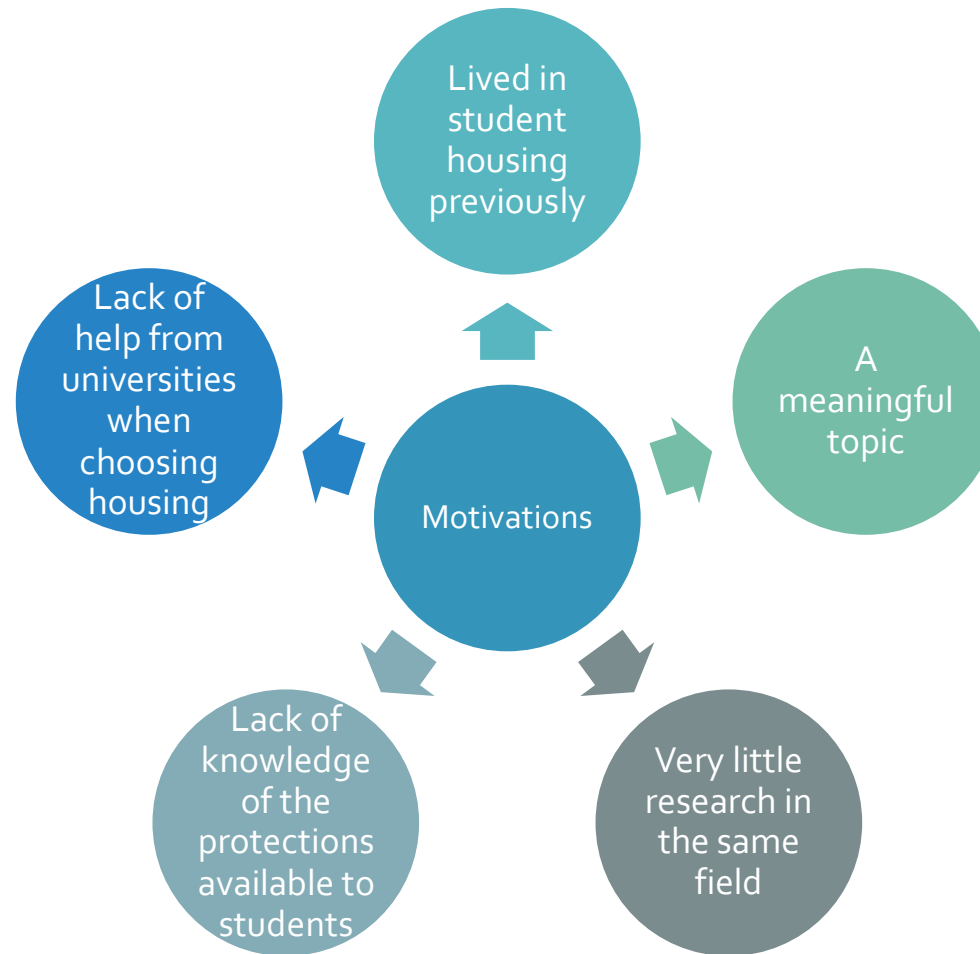 Lived in
student
housing
previously
A
meaningful
topic
Very little
research in
the same
field
Lack of
knowledge
of the
protections
available to
students
Lack of
help from
universities
when
choosing
housing
Motivations